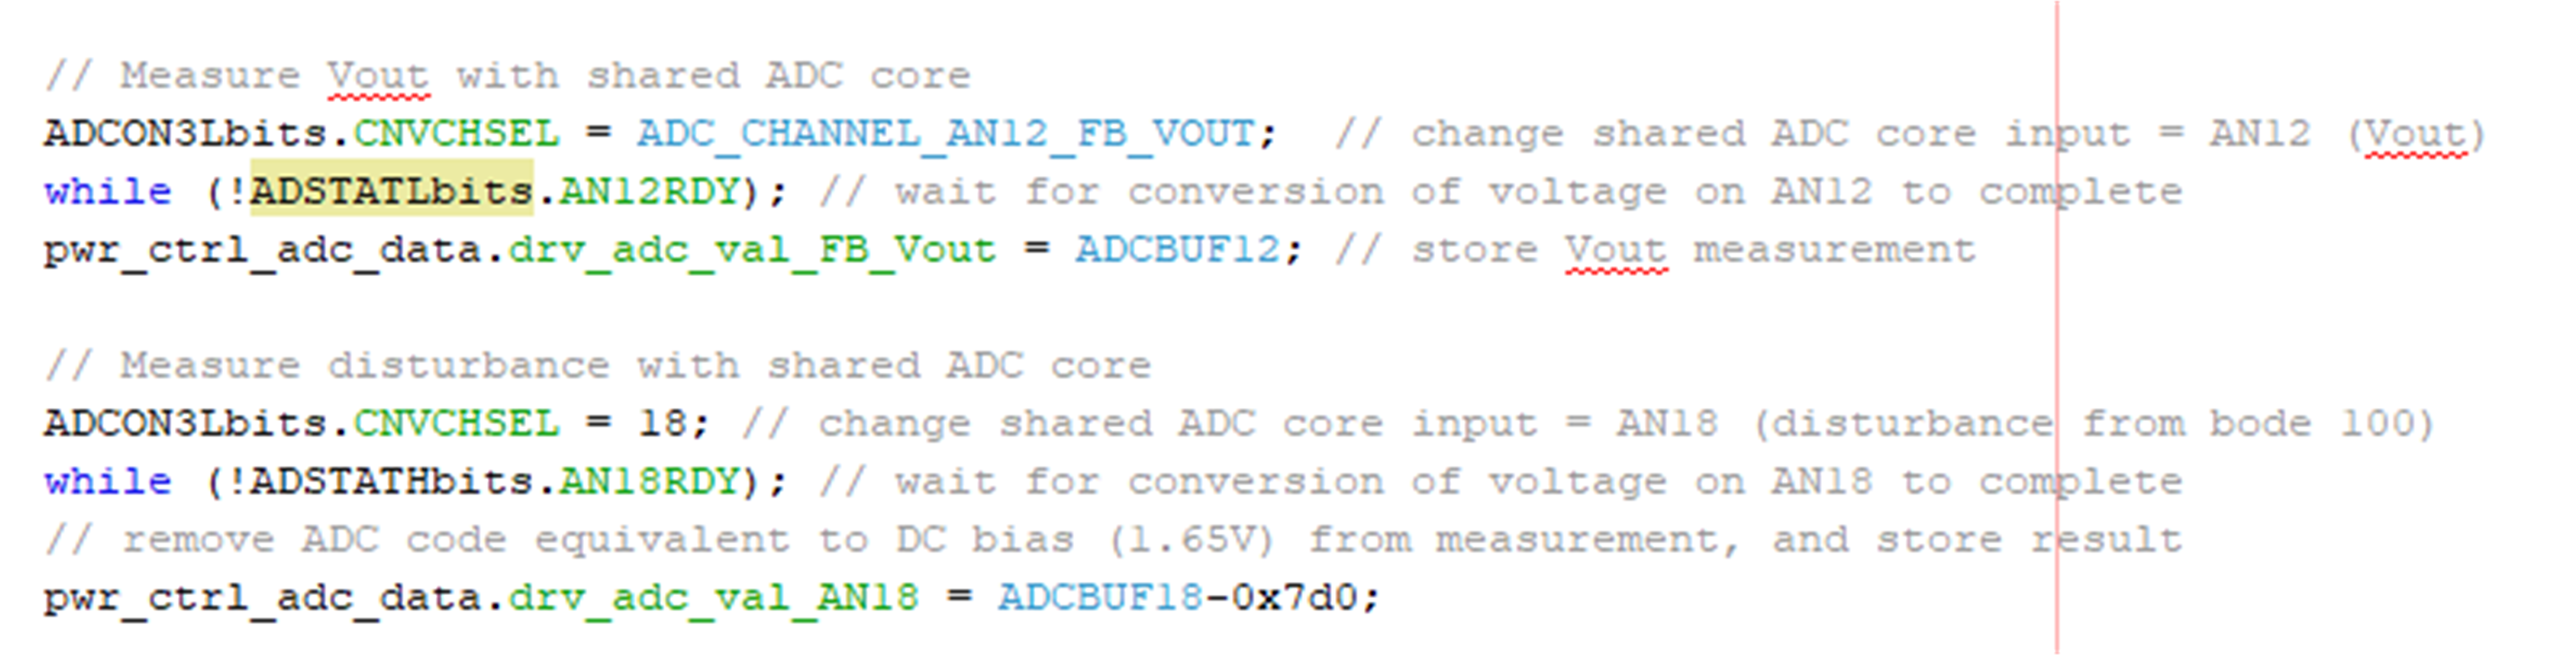 // Measure Vout with shared ADC core
ADCON3Lbits.CNVCHSEL = ADC_CHANNEL_AN12_FB_VOUT;  // change shared ADC core input = AN12 (Vout)
while (!ADSTATLbits.AN12RDY); // wait for conversion of voltage on AN12 to complete
pwr_ctrl_adc_data.drv_adc_val_FB_Vout = ADCBUF12; // store Vout measurement
// Measure disturbance with shared ADC core
ADCON3Lbits.CNVCHSEL = 18; // change shared ADC core input = AN18 (disturbance from bode 100)
while (!ADSTATHbits.AN18RDY); // wait for conversion of voltage on AN18 to complete
// remove ADC code equivalent to DC bias (1.65V) from measurement, and store result
pwr_ctrl_adc_data.drv_adc_val_AN18 = ADCBUF18-0x7d0;